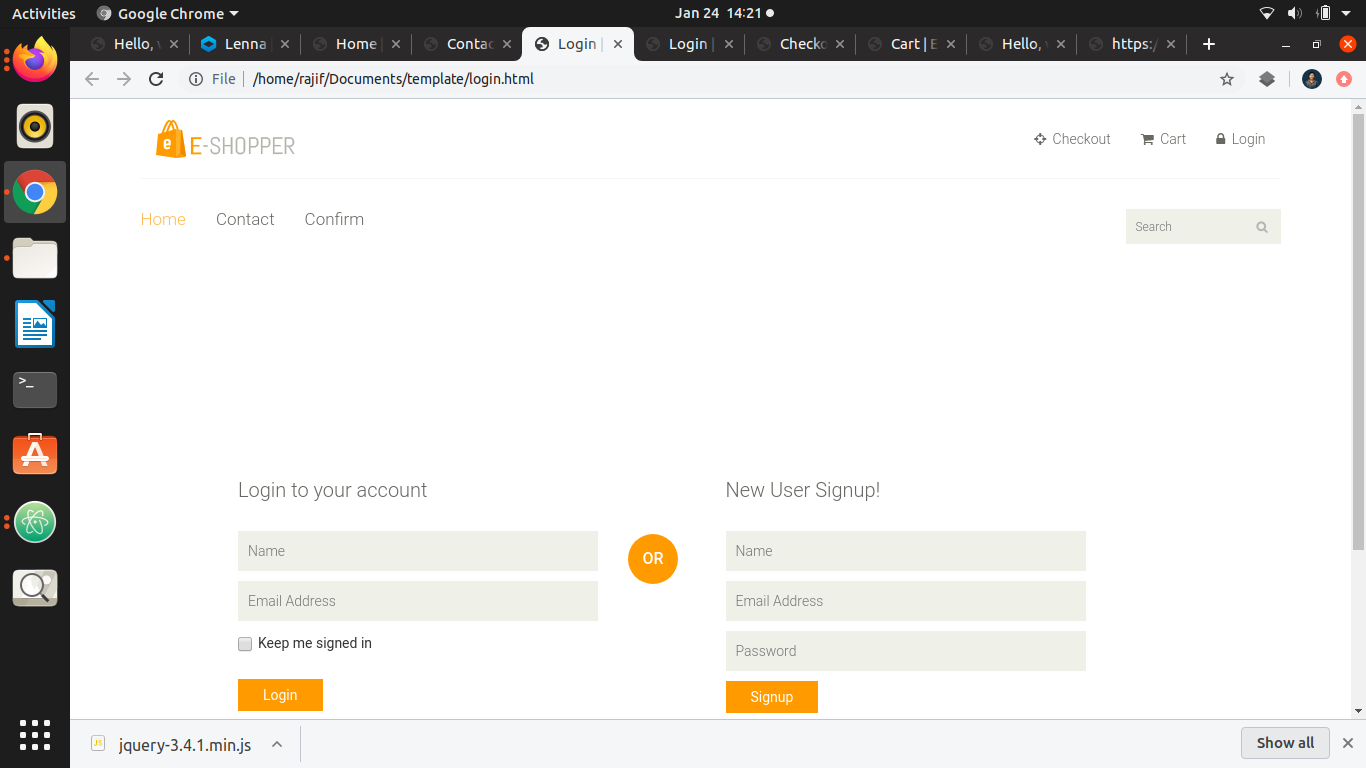 Activities Google Chrome Jan 24 14:21
Hello, Lenna Home Contac Login | Login | Checko Cart | E Hello, https:/
File /home/rajif/Documents/template/login.html
e E-SHOPPER Checkout Cart Login
Home Contact Confirm Search
>_
Login to your account New User Signup!
Name OR Name
Email Address Email Address
Keep me signed in Password
Login Signup
JS jquery-3.4.1.min.js Show all